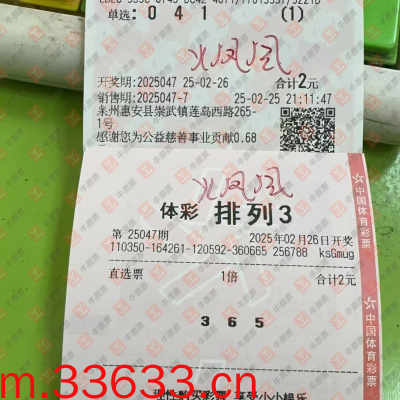 单选: 0 4 1 (1)
火凤凰
开奖期:2025047 25-02-26 合计2元
销售期:2025047-7 25-02-25 21:11:47
泉州惠安县崇武镇莲岛西路265-
1号
感谢您为公益慈善事业贡献0.68
火凤凰
体彩 排列3
第 25047期 2025年02月26日开奖
110350-164261-120592-360665 256788 ksGmug
直选票 1倍 合计2元
3 6 5
中国体育彩票
中国体育彩票
m.33633.cn